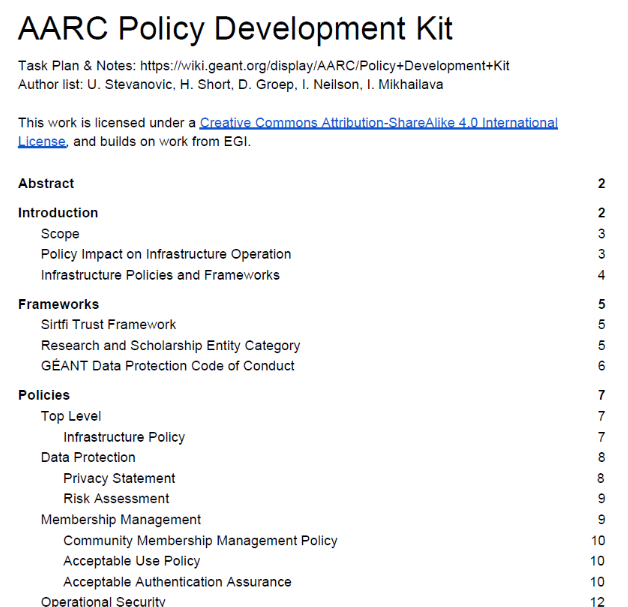 AARC Policy Development Kit
Task Plan & Notes: https://wiki.geant.org/display/AARC/Policy+Development+Kit
Author list: U. Stevanovic, H. Short, D. Groep, I. Neilson, I. Mikhailava
This work is licensed under a Creative Commons Attribution-ShareAlike 4.0 International
License, and builds on work from EGI.
Abstract 2
Introduction 2
Scope 3
Policy Impact on Infrastructure Operation 3
Infrastructure Policies and Frameworks 4
Frameworks 5
Sirtfi Trust Framework 5
Research and Scholarship Entity Category 5
GÉANT Data Protection Code of Conduct 6
Policies 7
Top Level 7
Infrastructure Policy 7
Data Protection 8
Privacy Statement 8
Risk Assessment 9
Membership Management 9
Community Membership Management Policy 10
Acceptable Use Policy 10
Acceptable Authentication Assurance 10
Operational Security 12